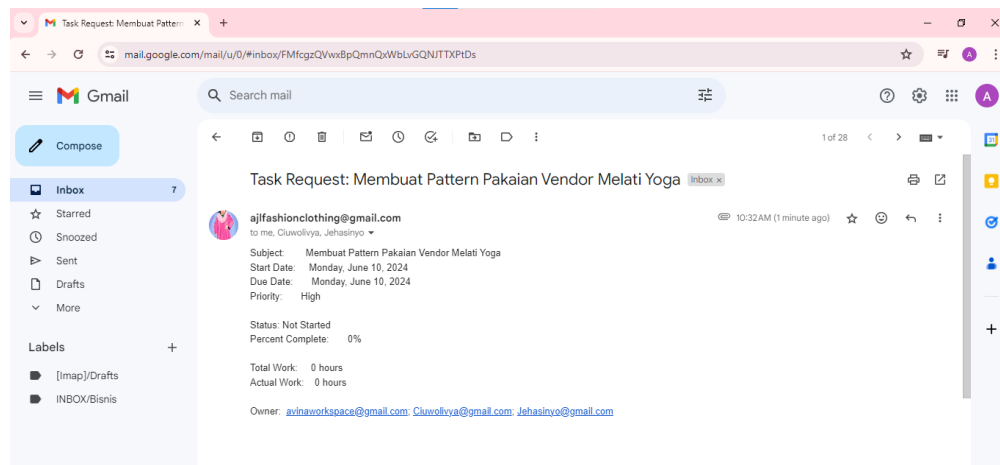 Task Request: Membuat Pattern
mail.google.com/mail/u/0/#inbox/FMfcgzQVwxBpQmnQxWbLvGQNJTTXPtDs
A
Gmail
Search mail
A
Compose
1 of 28
31
Inbox 7
Starred
Snoozed
Sent
Drafts
More
Labels
[Imap]/Drafts
INBOX/Bisnis
Task Request: Membuat Pattern Pakaian Vendor Melati Yoga Inbox x
ajlfashionclothing@gmail.com 10:32AM (1 minute ago)
to me, Ciuwolivya, Jehasinyo
Subject: Membuat Pattern Pakaian Vendor Melati Yoga
Start Date: Monday, June 10, 2024
Due Date: Monday, June 10, 2024
Priority: High
Status: Not Started
Percent Complete: 0%
Total Work: 0 hours
Actual Work: 0 hours
Owner: avinaworkspace@gmail.com; Ciuwolivya@gmail.com; Jehasinyo@gmail.com